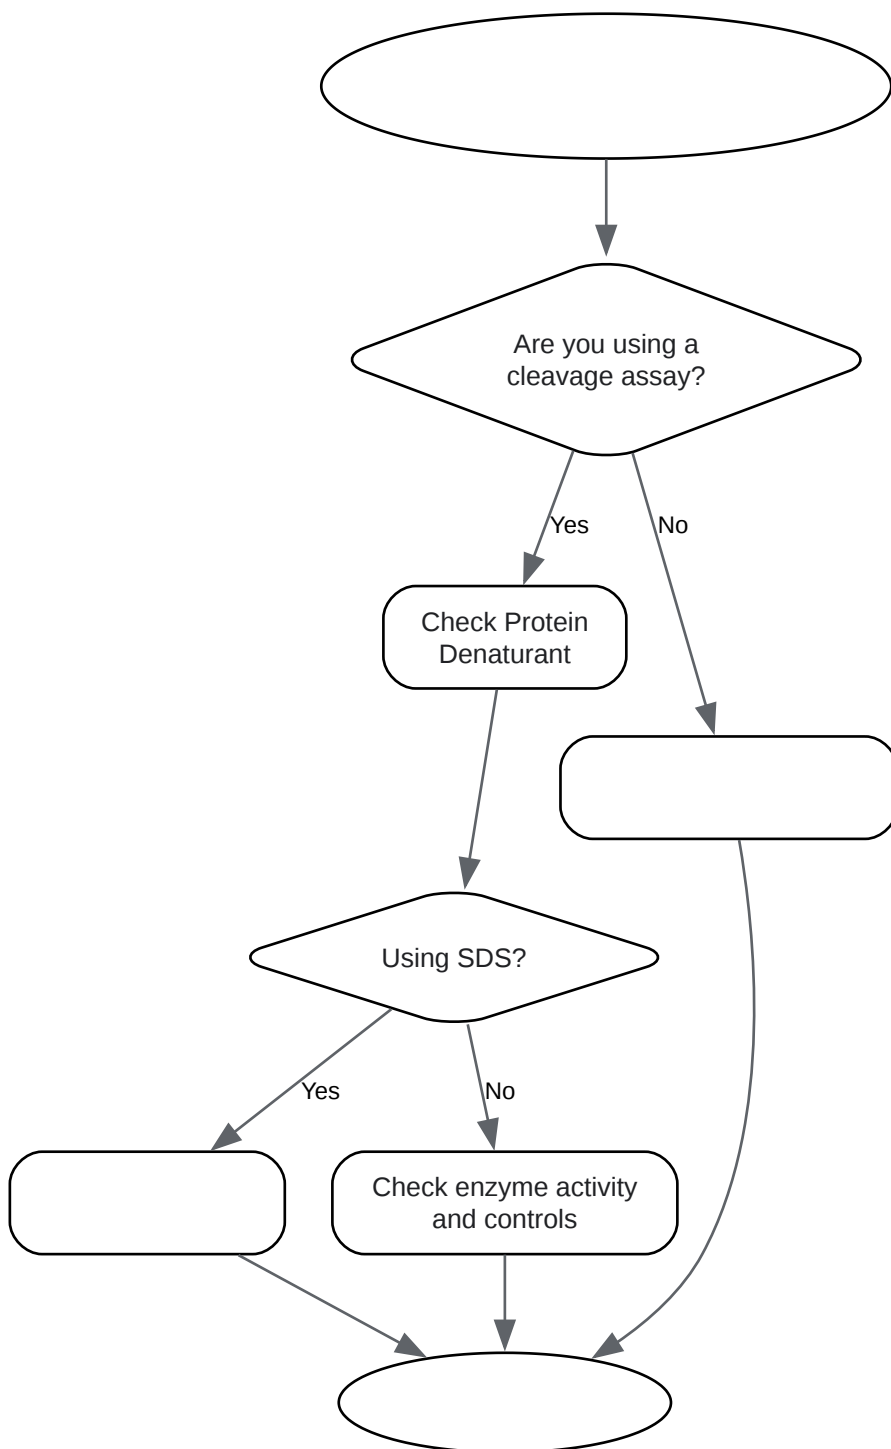 Are you using a
cleavage assay?
Yes
No
Check Protein
Denaturant
Using SDS?
Yes
No
Check enzyme activity
and controls